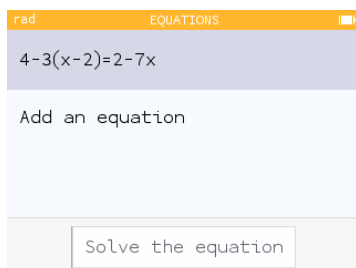 rad EQUATIONS
4-3(x-2)=2-7x
Add an equation
Solve the equation